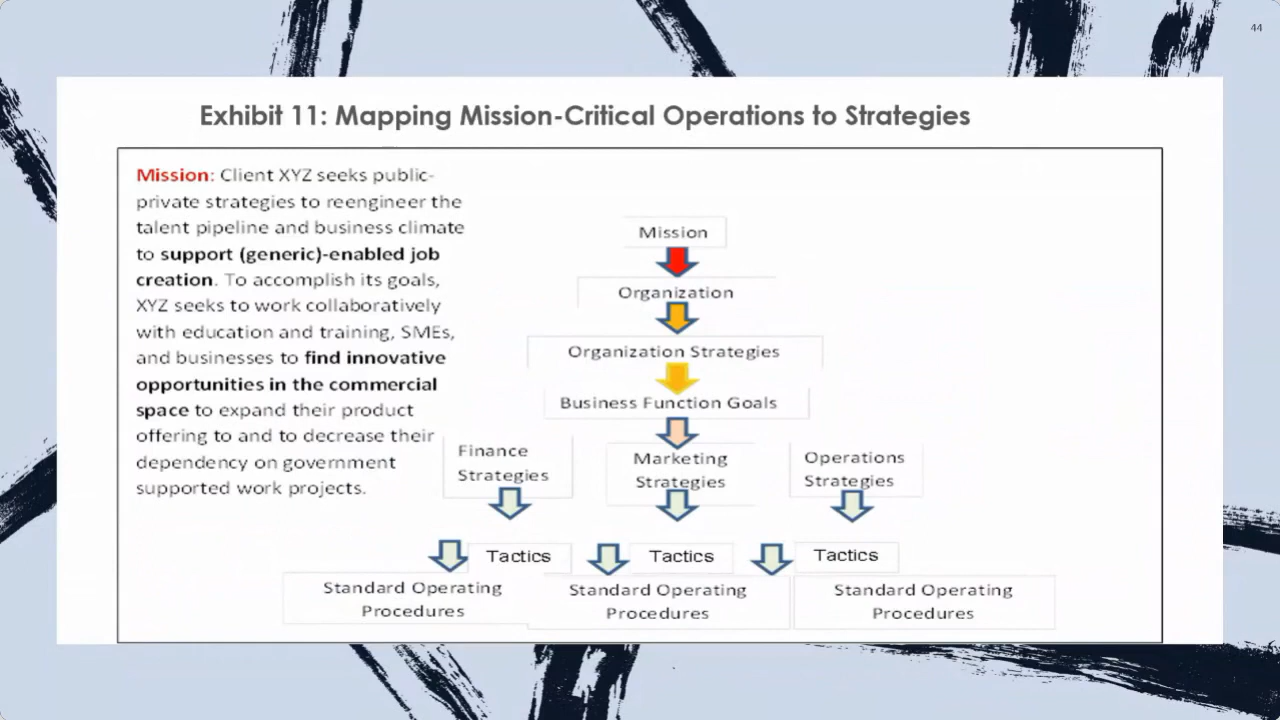 44
Exhibit 11: Mapping Mission-Critical Operations to Strategies
Mission: Client XYZ seeks public-
private strategies to reengineer the
talent pipeline and business climate
to support (generic)-enabled job
creation. To accomplish its goals,
XYZ seeks to work collaboratively
with education and training, SMEs,
and businesses to find innovative
opportunities in the commercial
space to expand their product
offering to and to decrease their
dependency on government
supported work projects.
Mission
Organization
Organization Strategies
Business Function Goals
Finance
Strategies
Marketing
Strategies
Operations
Strategies
Tactics
Tactics
Tactics
Standard Operating
Procedures
Standard Operating
Procedures
Standard Operating
Procedures